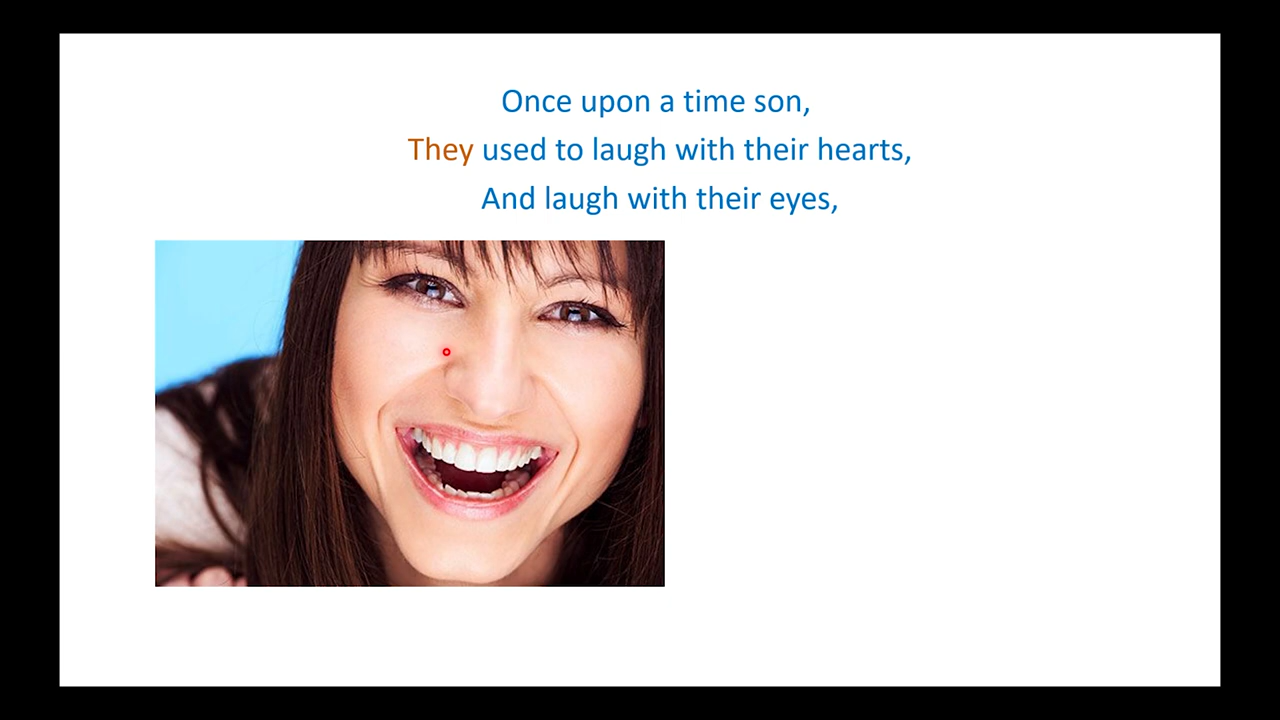 Once upon a time son,
They used to laugh with their hearts,
And laugh with their eyes,